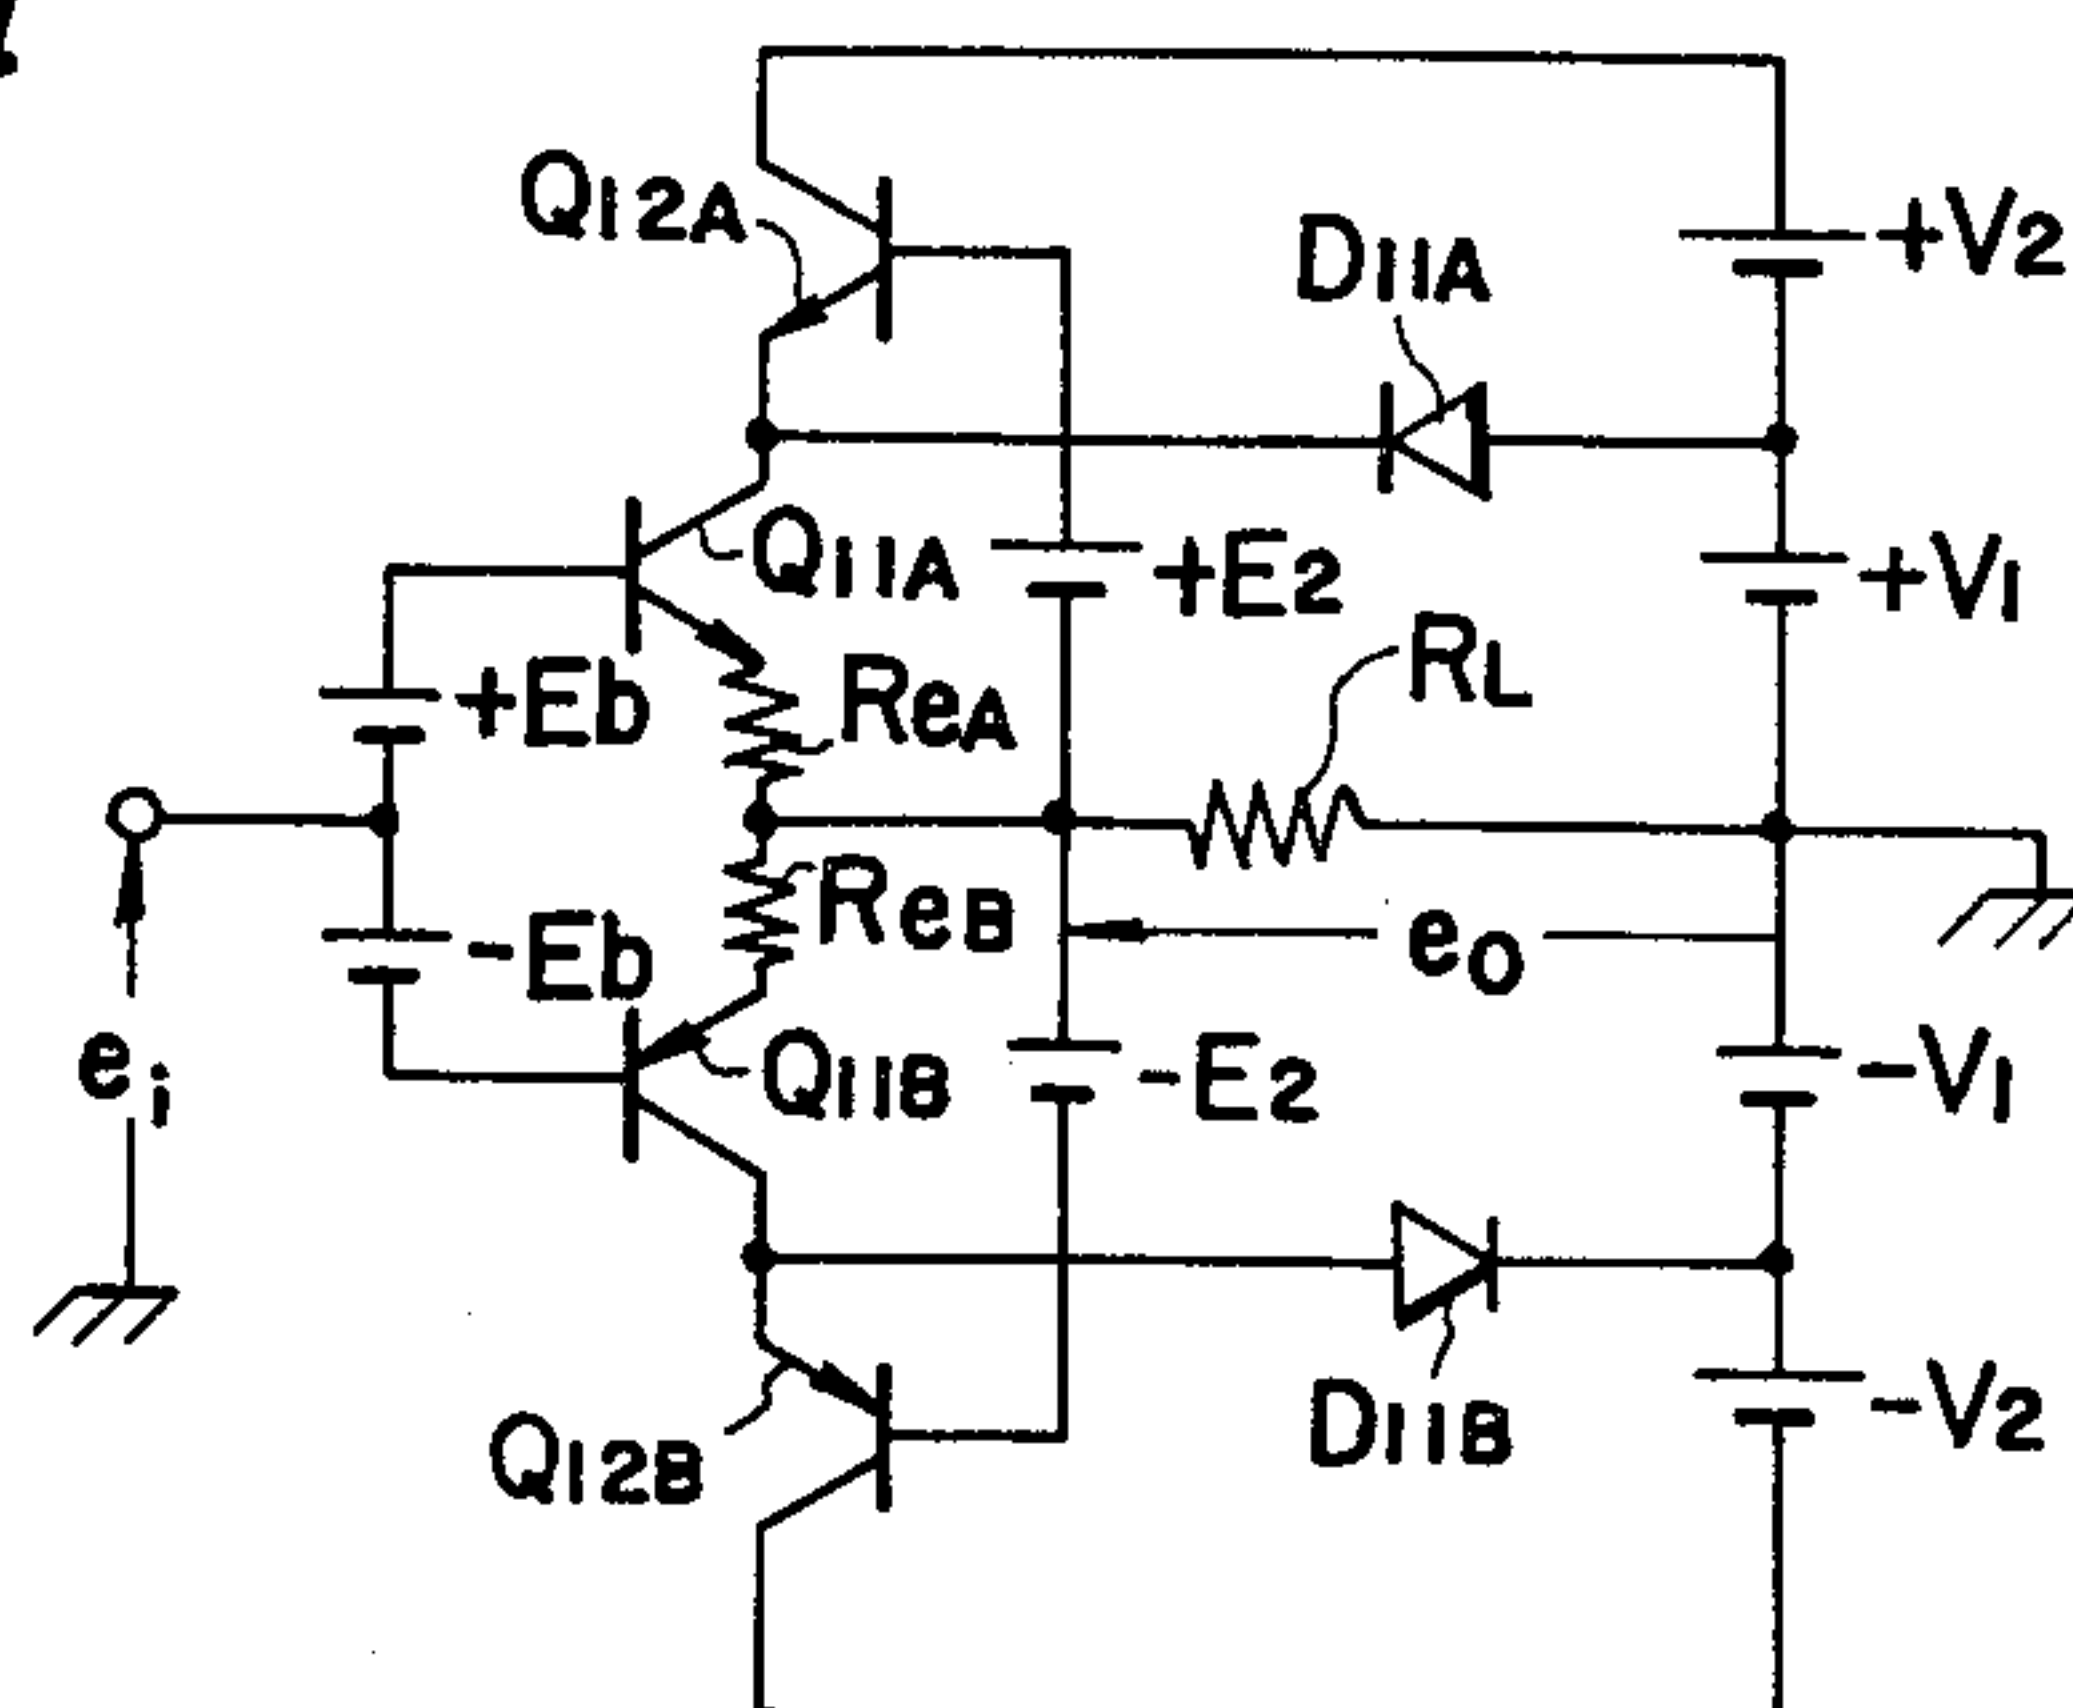 Q12A
D11A
+V2
Q11A
+E2
+V1
RL
+Eb
ReA
ReB
-Eb
eo
ei
Q11B
-E2
-V1
Q12B
D11B
-V2